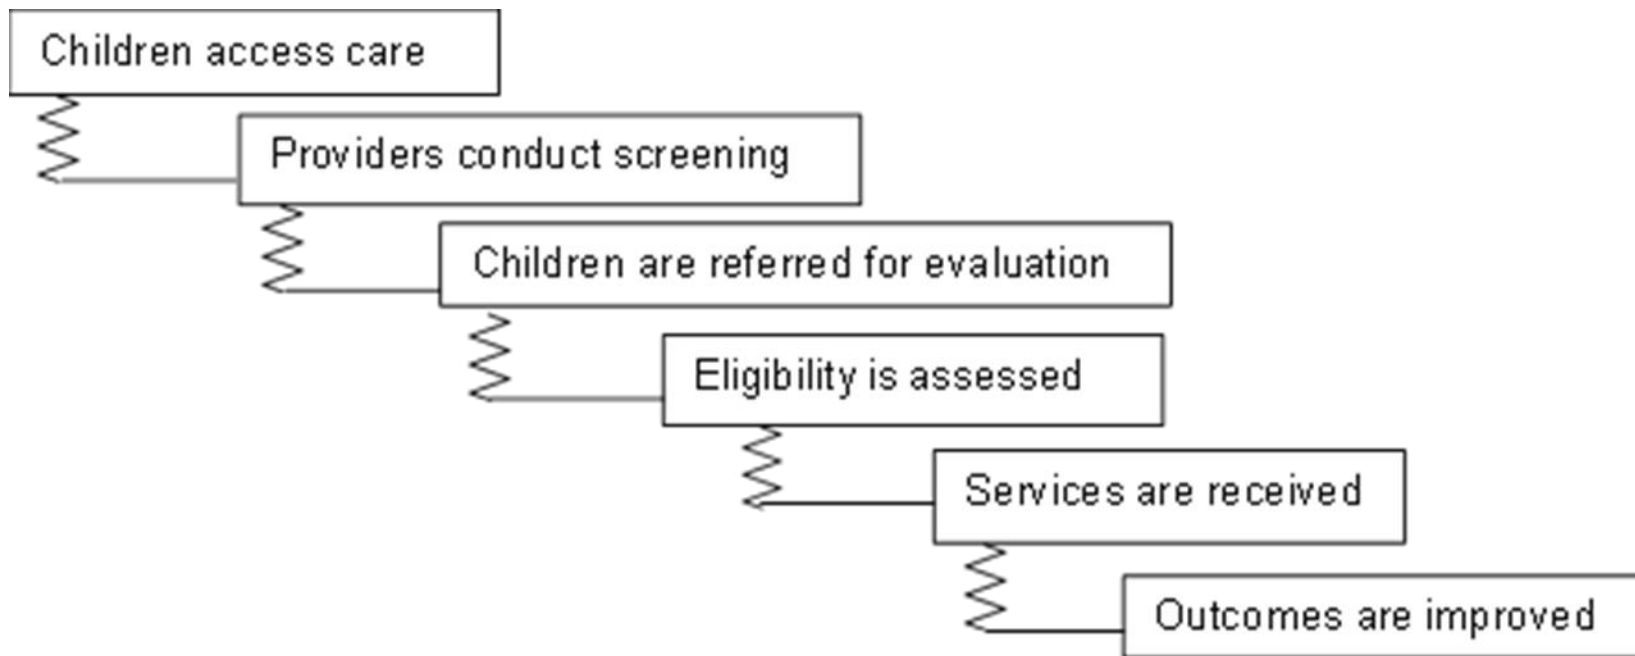 Children access care
Providers conduct screening
Children are referred for evaluation
Eligibility is assessed
Services are received
Outcomes are improved